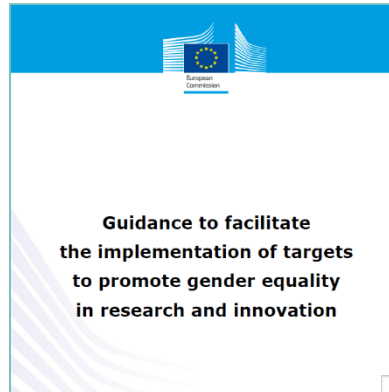 European
Commission
Guidance to facilitate
the implementation of targets
to promote gender equality
in research and innovation